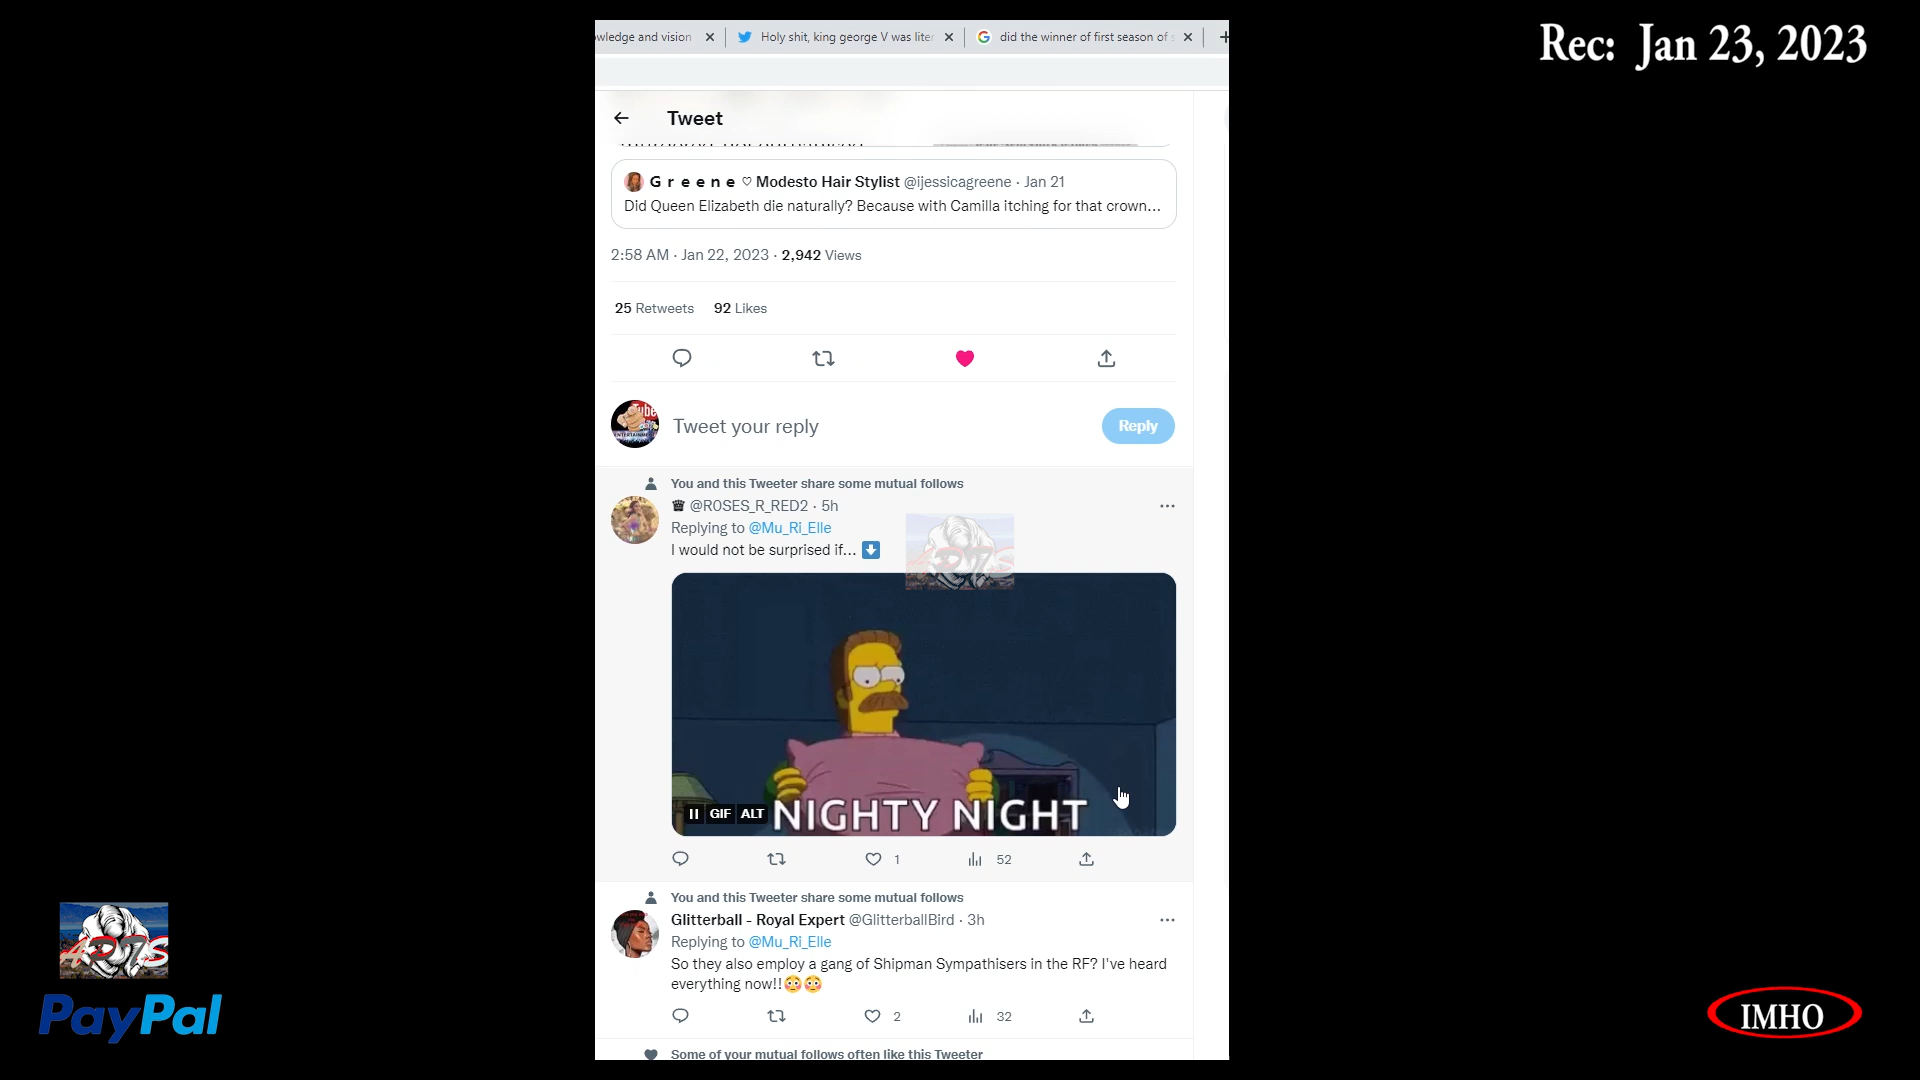 Rec: Jan 23, 2023
owledge and vision
Holy shit, king george V was liter
did the winner of first season of s
Tweet
G r e e n e ♡ Modesto Hair Stylist @ijessicagreene · Jan 21
Did Queen Elizabeth die naturally? Because with Camilla itching for that crown...
2:58 AM · Jan 22, 2023 · 2,942 Views
25 Retweets 92 Likes
Tweet your reply
Reply
You and this Tweeter share some mutual follows
@R0SES_R_RED2 · 5h
Replying to @Mu_Ri_Elle
I would not be surprised if... ⬇
GIF ALT
NIGHTY NIGHT
1 52
You and this Tweeter share some mutual follows
Glitterball - Royal Expert @GlitterballBird · 3h
Replying to @Mu_Ri_Elle
So they also employ a gang of Shipman Sympathisers in the RF? I've heard
everything now!!😳😳
2 32
Some of your mutual follows often like this Tweeter
PayPal
IMHO